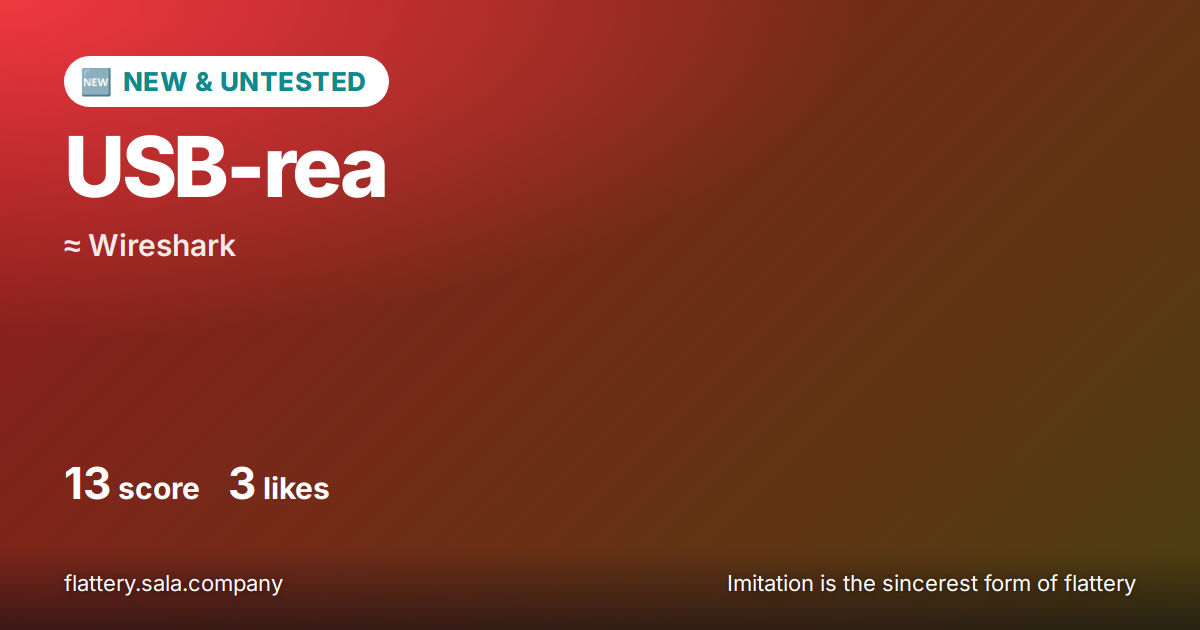 🆕 NEW & UNTESTED
USB-rea
≈ Wireshark
13 score 3 likes
flattery.sala.company
Imitation is the sincerest form of flattery